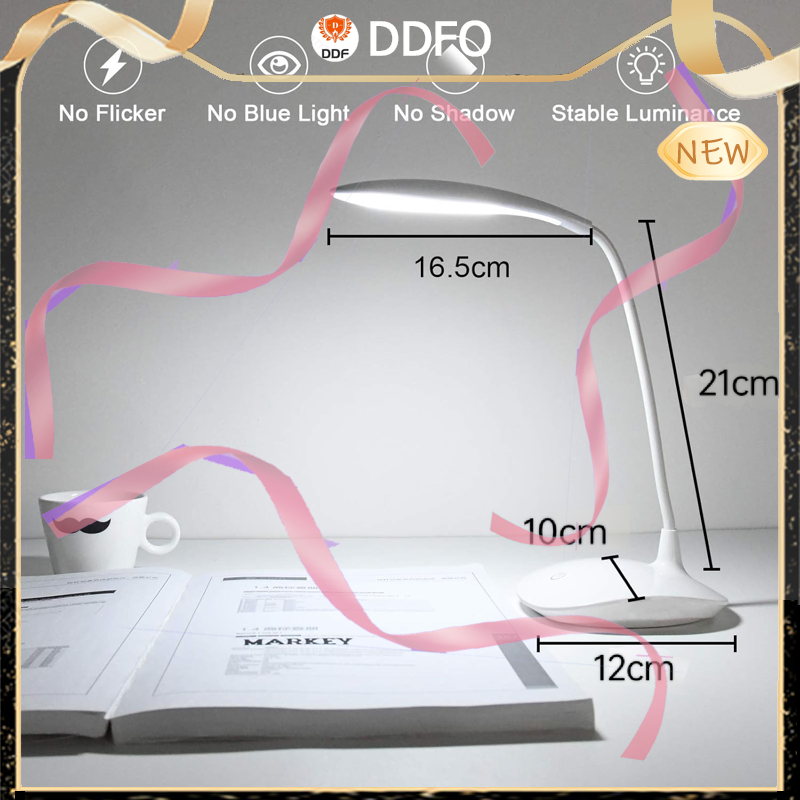 DDF
DDFO
No Flicker
No Blue Light
No Shadow
Stable Luminance
NEW
16.5cm
21cm
10cm
12cm
MARKEY